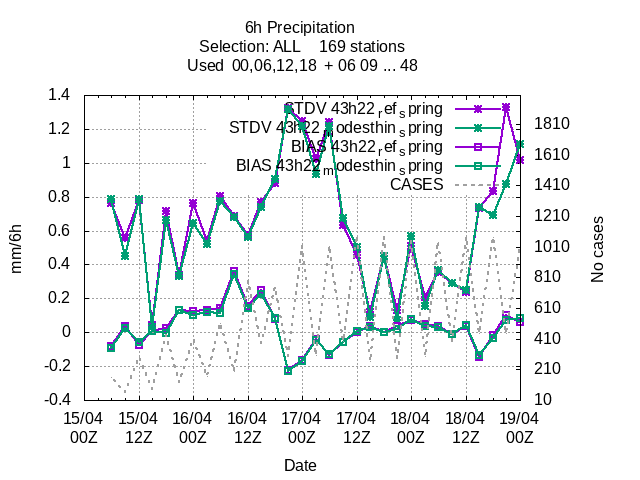 6h Precipitation
Selection: ALL 169 stations
Used 00,06,12,18 + 06 09 ... 48
STDV 43h22_ref_spring
STDV 43h22_modesthin_spring
BIAS 43h22_ref_spring
BIAS 43h22_modesthin_spring
CASES
mm/6h
1.4
1.2
1
0.8
0.6
0.4
0.2
0
-0.2
-0.4
1810
1610
1410
1210
1010
810
610
410
210
10
No cases
15/04 15/04 16/04 16/04 17/04 17/04 18/04 18/04 19/04
00Z 12Z 00Z 12Z 00Z 12Z 00Z 12Z 00Z
Date